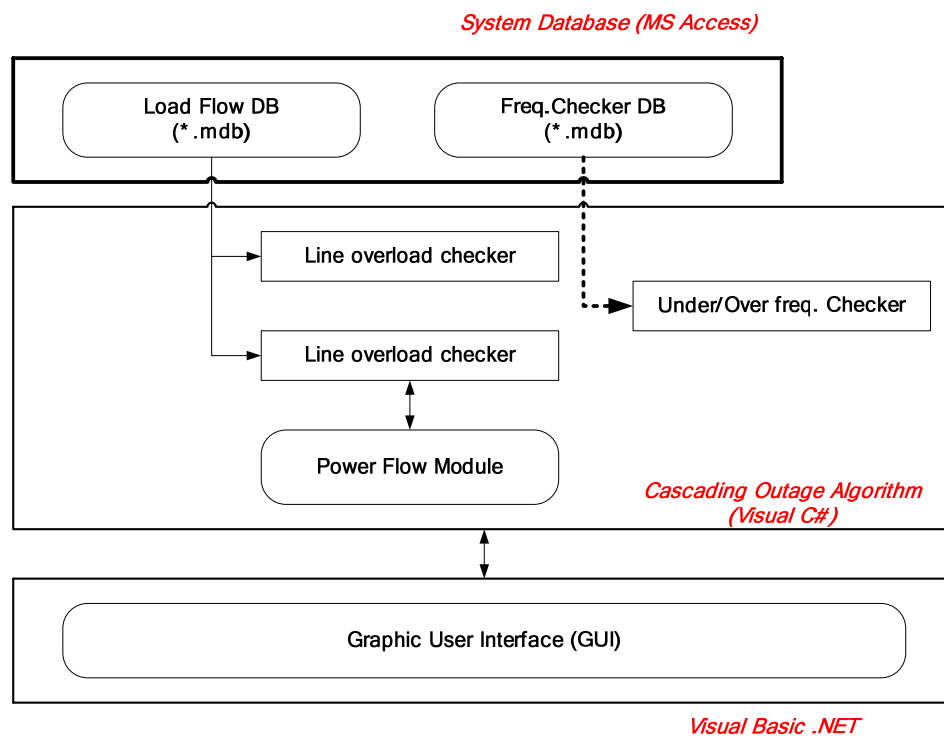 System Database (MS Access)
Load Flow DB
(*.mdb)
Freq.Checker DB
(*.mdb)
Line overload checker
Under/Over freq. Checker
Line overload checker
Power Flow Module
Cascading Outage Algorithm
(Visual C#)
Graphic User Interface (GUI)
Visual Basic .NET